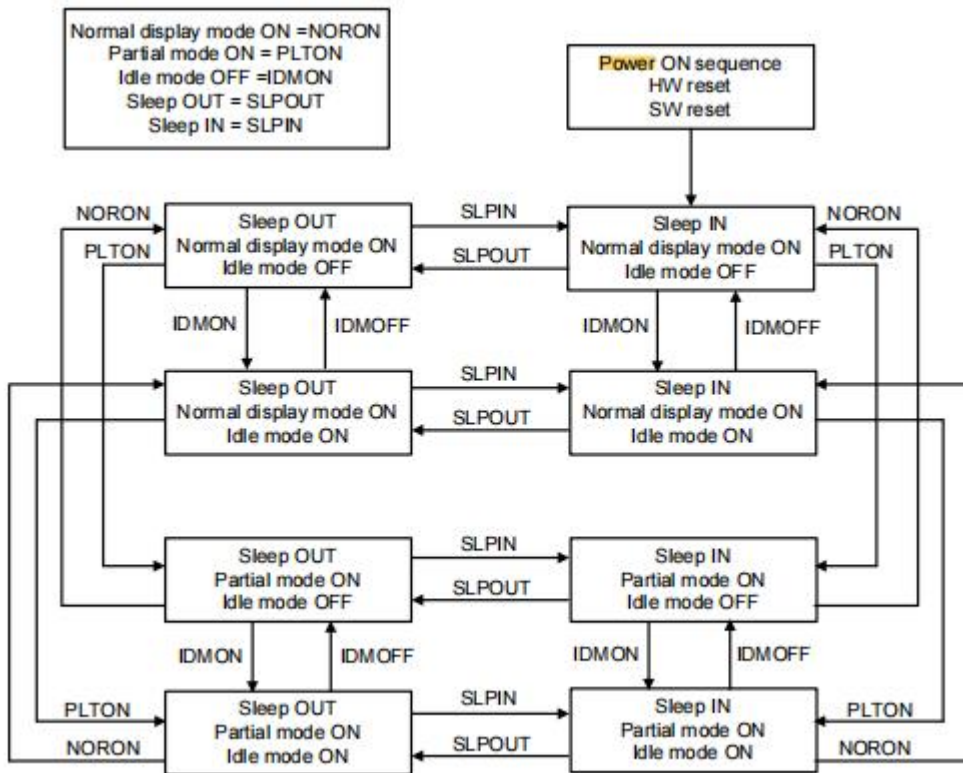 Normal display mode ON =NORON
Partial mode ON = PLTON
Idle mode OFF =IDMON
Sleep OUT = SLPOUT
Sleep IN = SLPIN
Power ON sequence
HW reset
SW reset
NORON
PLTON
Sleep OUT
Normal display mode ON
Idle mode OFF
SLPIN
SLPOUT
Sleep IN
Normal display mode ON
Idle mode OFF
NORON
PLTON
IDMON
IDMOFF
IDMON
IDMOFF
Sleep OUT
Normal display mode ON
Idle mode ON
SLPIN
SLPOUT
Sleep IN
Normal display mode ON
Idle mode ON
Sleep OUT
Partial mode ON
Idle mode OFF
SLPIN
SLPOUT
Sleep IN
Partial mode ON
Idle mode OFF
IDMON
IDMOFF
IDMON
IDMOFF
PLTON
NORON
Sleep OUT
Partial mode ON
Idle mode ON
SLPIN
SLPOUT
Sleep IN
Partial mode ON
Idle mode ON
PLTON
NORON